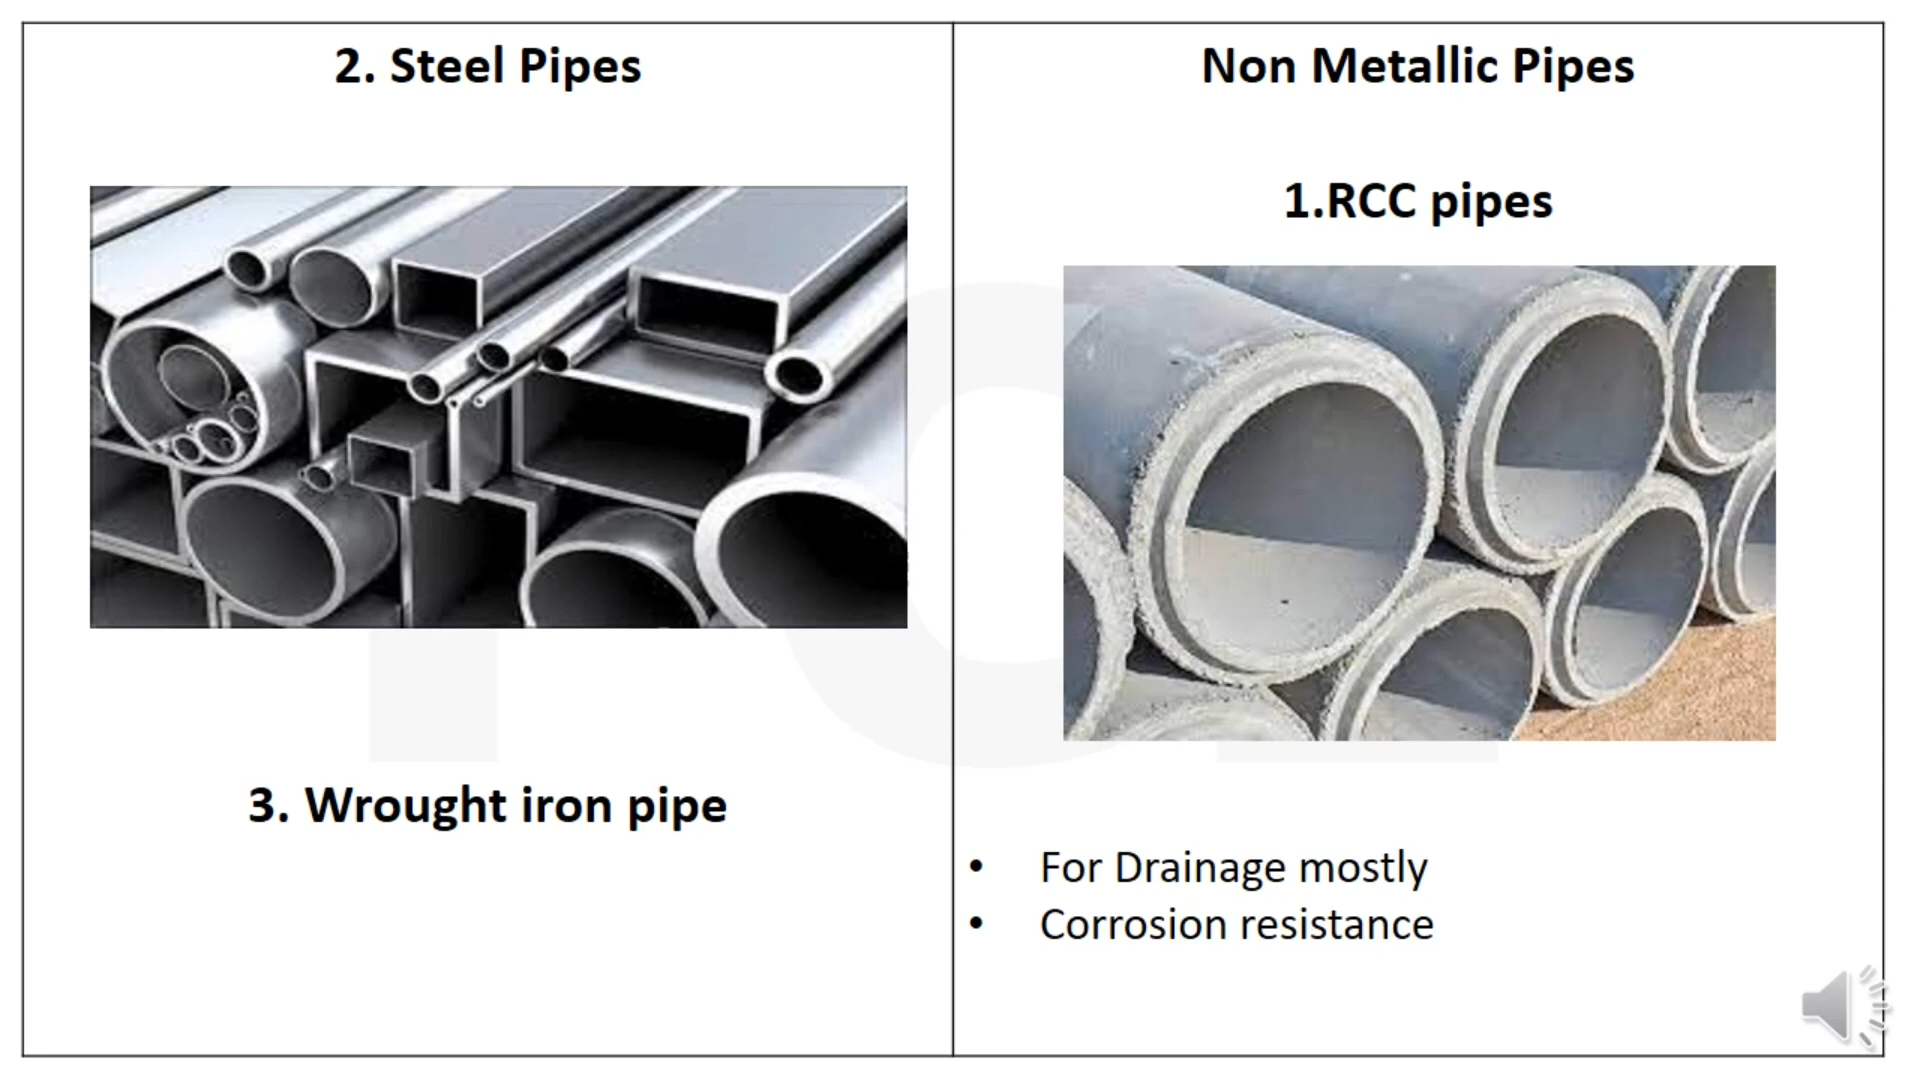 2. Steel Pipes
3. Wrought iron pipe
Non Metallic Pipes
1.RCC pipes
• For Drainage mostly
• Corrosion resistance